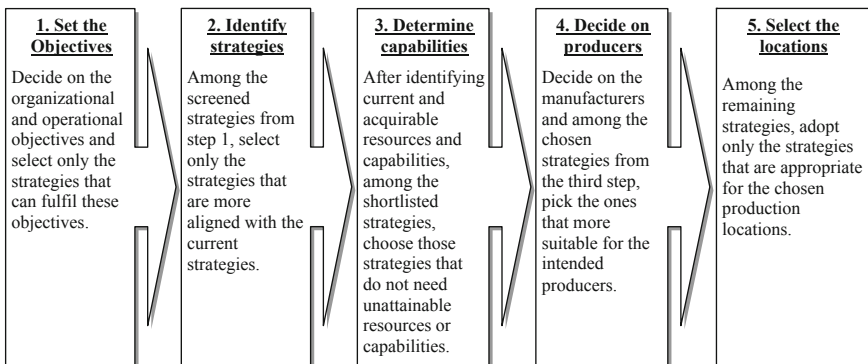 1. Set the
Objectives
Decide on the
organizational
and operational
objectives and
select only the
strategies that
can fulfil these
objectives.
2. Identify
strategies
Among the
screened
strategies from
step 1, select
only the
strategies that
are more
aligned with the
current
strategies.
3. Determine
capabilities
After identifying
current and
acquirable
resources and
capabilities,
among the
shortlisted
strategies,
choose those
strategies that
do not need
unattainable
resources or
capabilities.
4. Decide on
producers
Decide on the
manufacturers
and among the
chosen
strategies from
the third step,
pick the ones
that more
suitable for the
intended
producers.
5. Select the
locations
Among the
remaining
strategies, adopt
only the strategies
that are appropriate
for the chosen
production
locations.